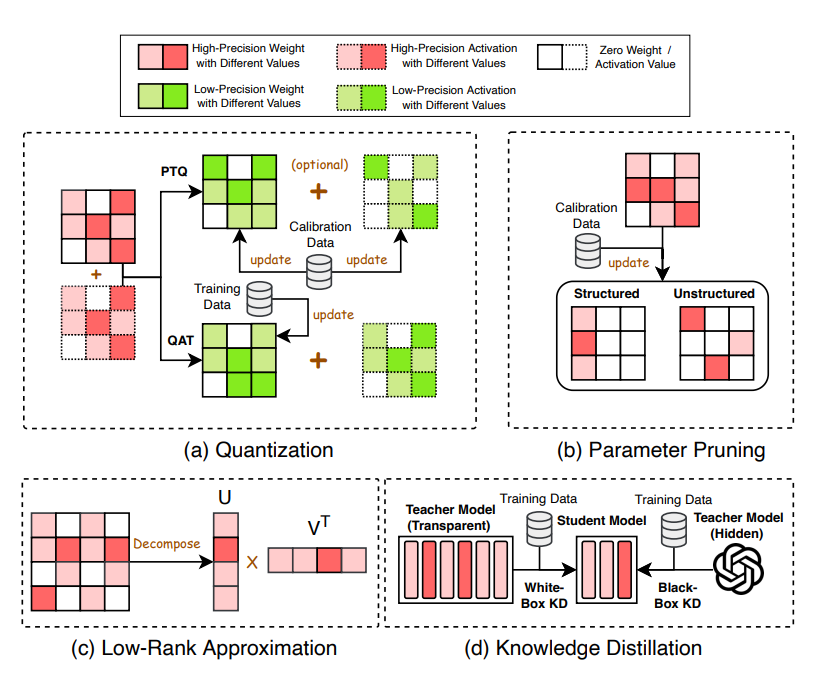 High-Precision Weight
with Different Values
High-Precision Activation
with Different Values
Zero Weight /
Activation Value
Low-Precision Weight
with Different Values
Low-Precision Activation
with Different Values
PTQ
(optional)
+
Calibration
Data
update
update
+
Training
Data
update
QAT
+
(a) Quantization
Calibration
Data
update
Structured
Unstructured
(b) Parameter Pruning
U
Decompose
X
V^T
(c) Low-Rank Approximation
Teacher Model
(Transparent)
Training Data
Student Model
Training Data
Teacher Model
(Hidden)
White-
Box KD
Black-
Box KD
(d) Knowledge Distillation